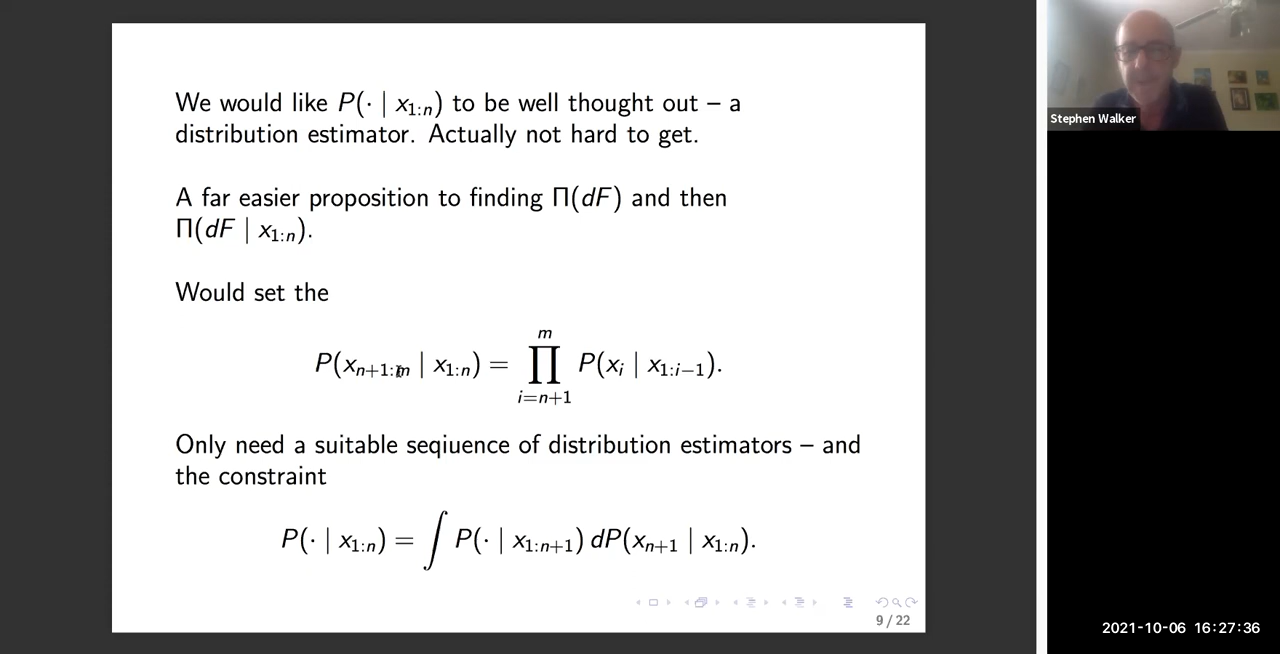 We would like P(· | x1:n) to be well thought out – a
distribution estimator. Actually not hard to get.
A far easier proposition to finding Π(dF) and then
Π(dF | x1:n).
Would set the
P(xn+1:m | x1:n) = ∏_{i=n+1}^{m} P(xi | x1:i−1).
Only need a suitable seqiuence of distribution estimators – and
the constraint
P(· | x1:n) = ∫ P(· | x1:n+1) dP(xn+1 | x1:n).
9 / 22
Stephen Walker
2021-10-06 16:27:36